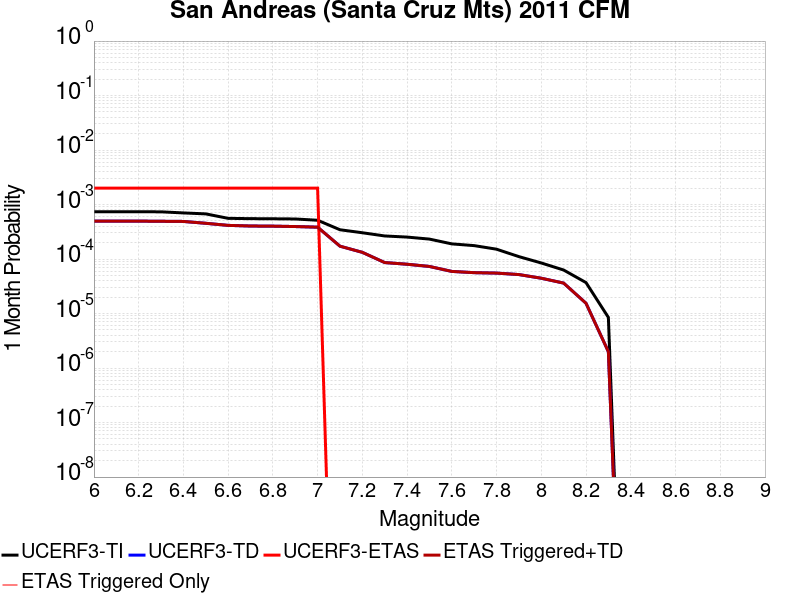 San Andreas (Santa Cruz Mts) 2011 CFM
10 0
10 -1
10 -2
10 -3
10 -4
10 -5
10 -6
10 -7
10 -8
1 Month Probability
6 6.2 6.4 6.6 6.8 7 7.2 7.4 7.6 7.8 8 8.2 8.4 8.6 8.8 9
Magnitude
UCERF3-TI UCERF3-TD UCERF3-ETAS ETAS Triggered+TD
ETAS Triggered Only